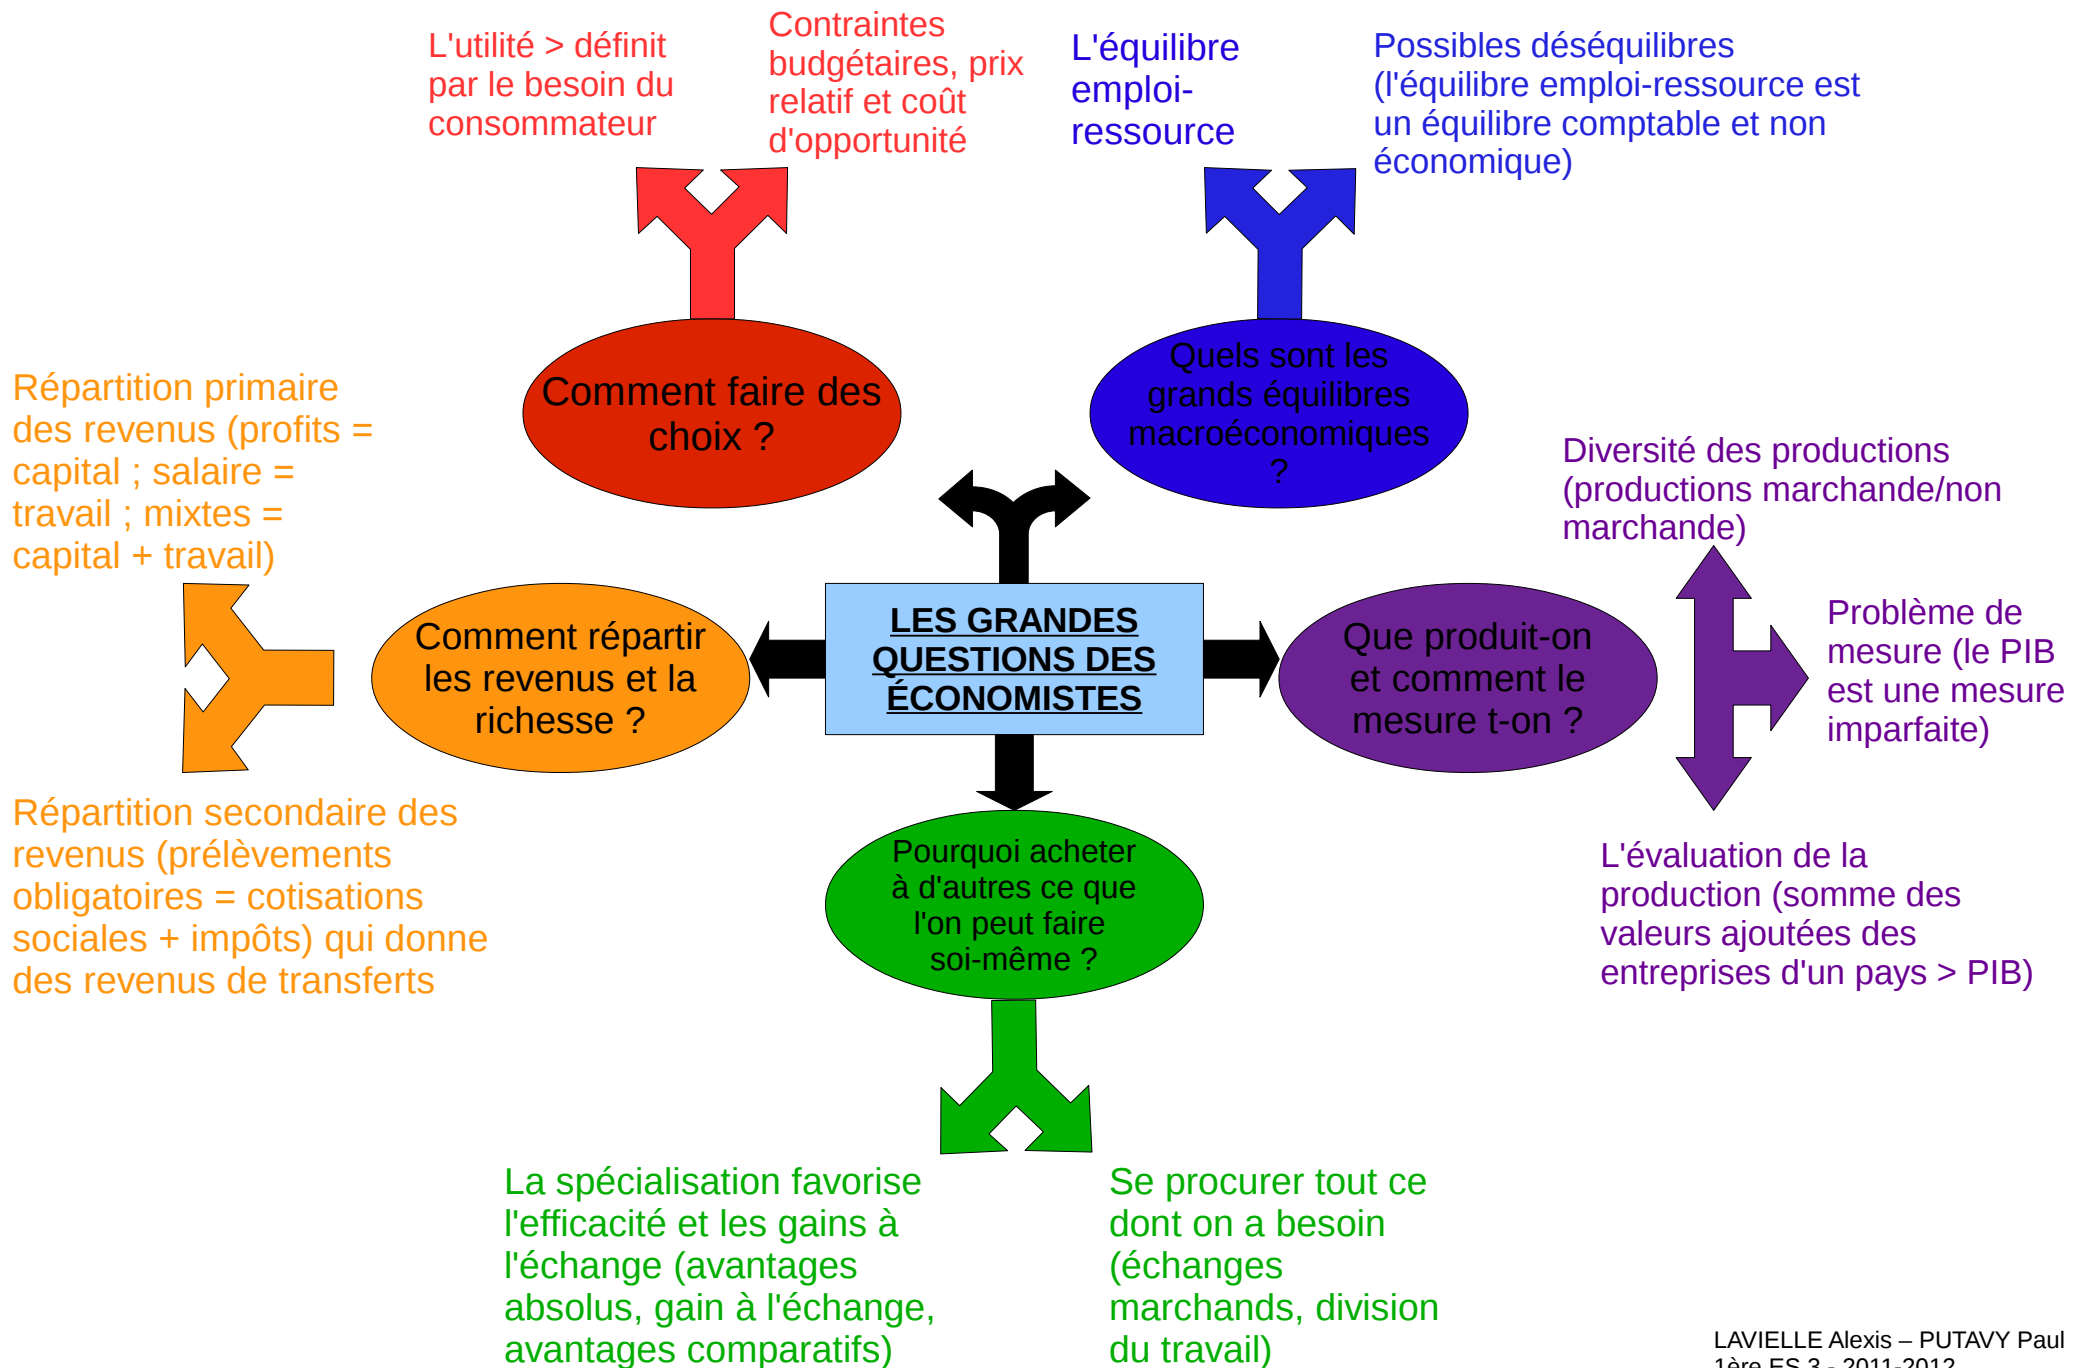 L'utilité > définit
par le besoin du
consommateur
Contraintes
budgétaires, prix
relatif et coût
d'opportunité
L'équilibre
emploi-
ressource
Possibles déséquilibres
(l'équilibre emploi-ressource est
un équilibre comptable et non
économique)
Comment faire des
choix ?
Quels sont les
grands équilibres
macroéconomiques
?
Répartition primaire
des revenus (profits =
capital ; salaire =
travail ; mixtes =
capital + travail)
Diversité des productions
(productions marchande/non
marchande)
Comment répartir
les revenus et la
richesse ?
LES GRANDES
QUESTIONS DES
ÉCONOMISTES
Que produit-on
et comment le
mesure t-on ?
Problème de
mesure (le PIB
est une mesure
imparfaite)
Répartition secondaire des
revenus (prélèvements
obligatoires = cotisations
sociales + impôts) qui donne
des revenus de transferts
Pourquoi acheter
à d'autres ce que
l'on peut faire
soi-même ?
L'évaluation de la
production (somme des
valeurs ajoutées des
entreprises d'un pays > PIB)
La spécialisation favorise
l'efficacité et les gains à
l'échange (avantages
absolus, gain à l'échange,
avantages comparatifs)
Se procurer tout ce
dont on a besoin
(échanges
marchands, division
du travail)
LAVIELLE Alexis – PUTAVY Paul
1ère ES 3 - 2011-2012